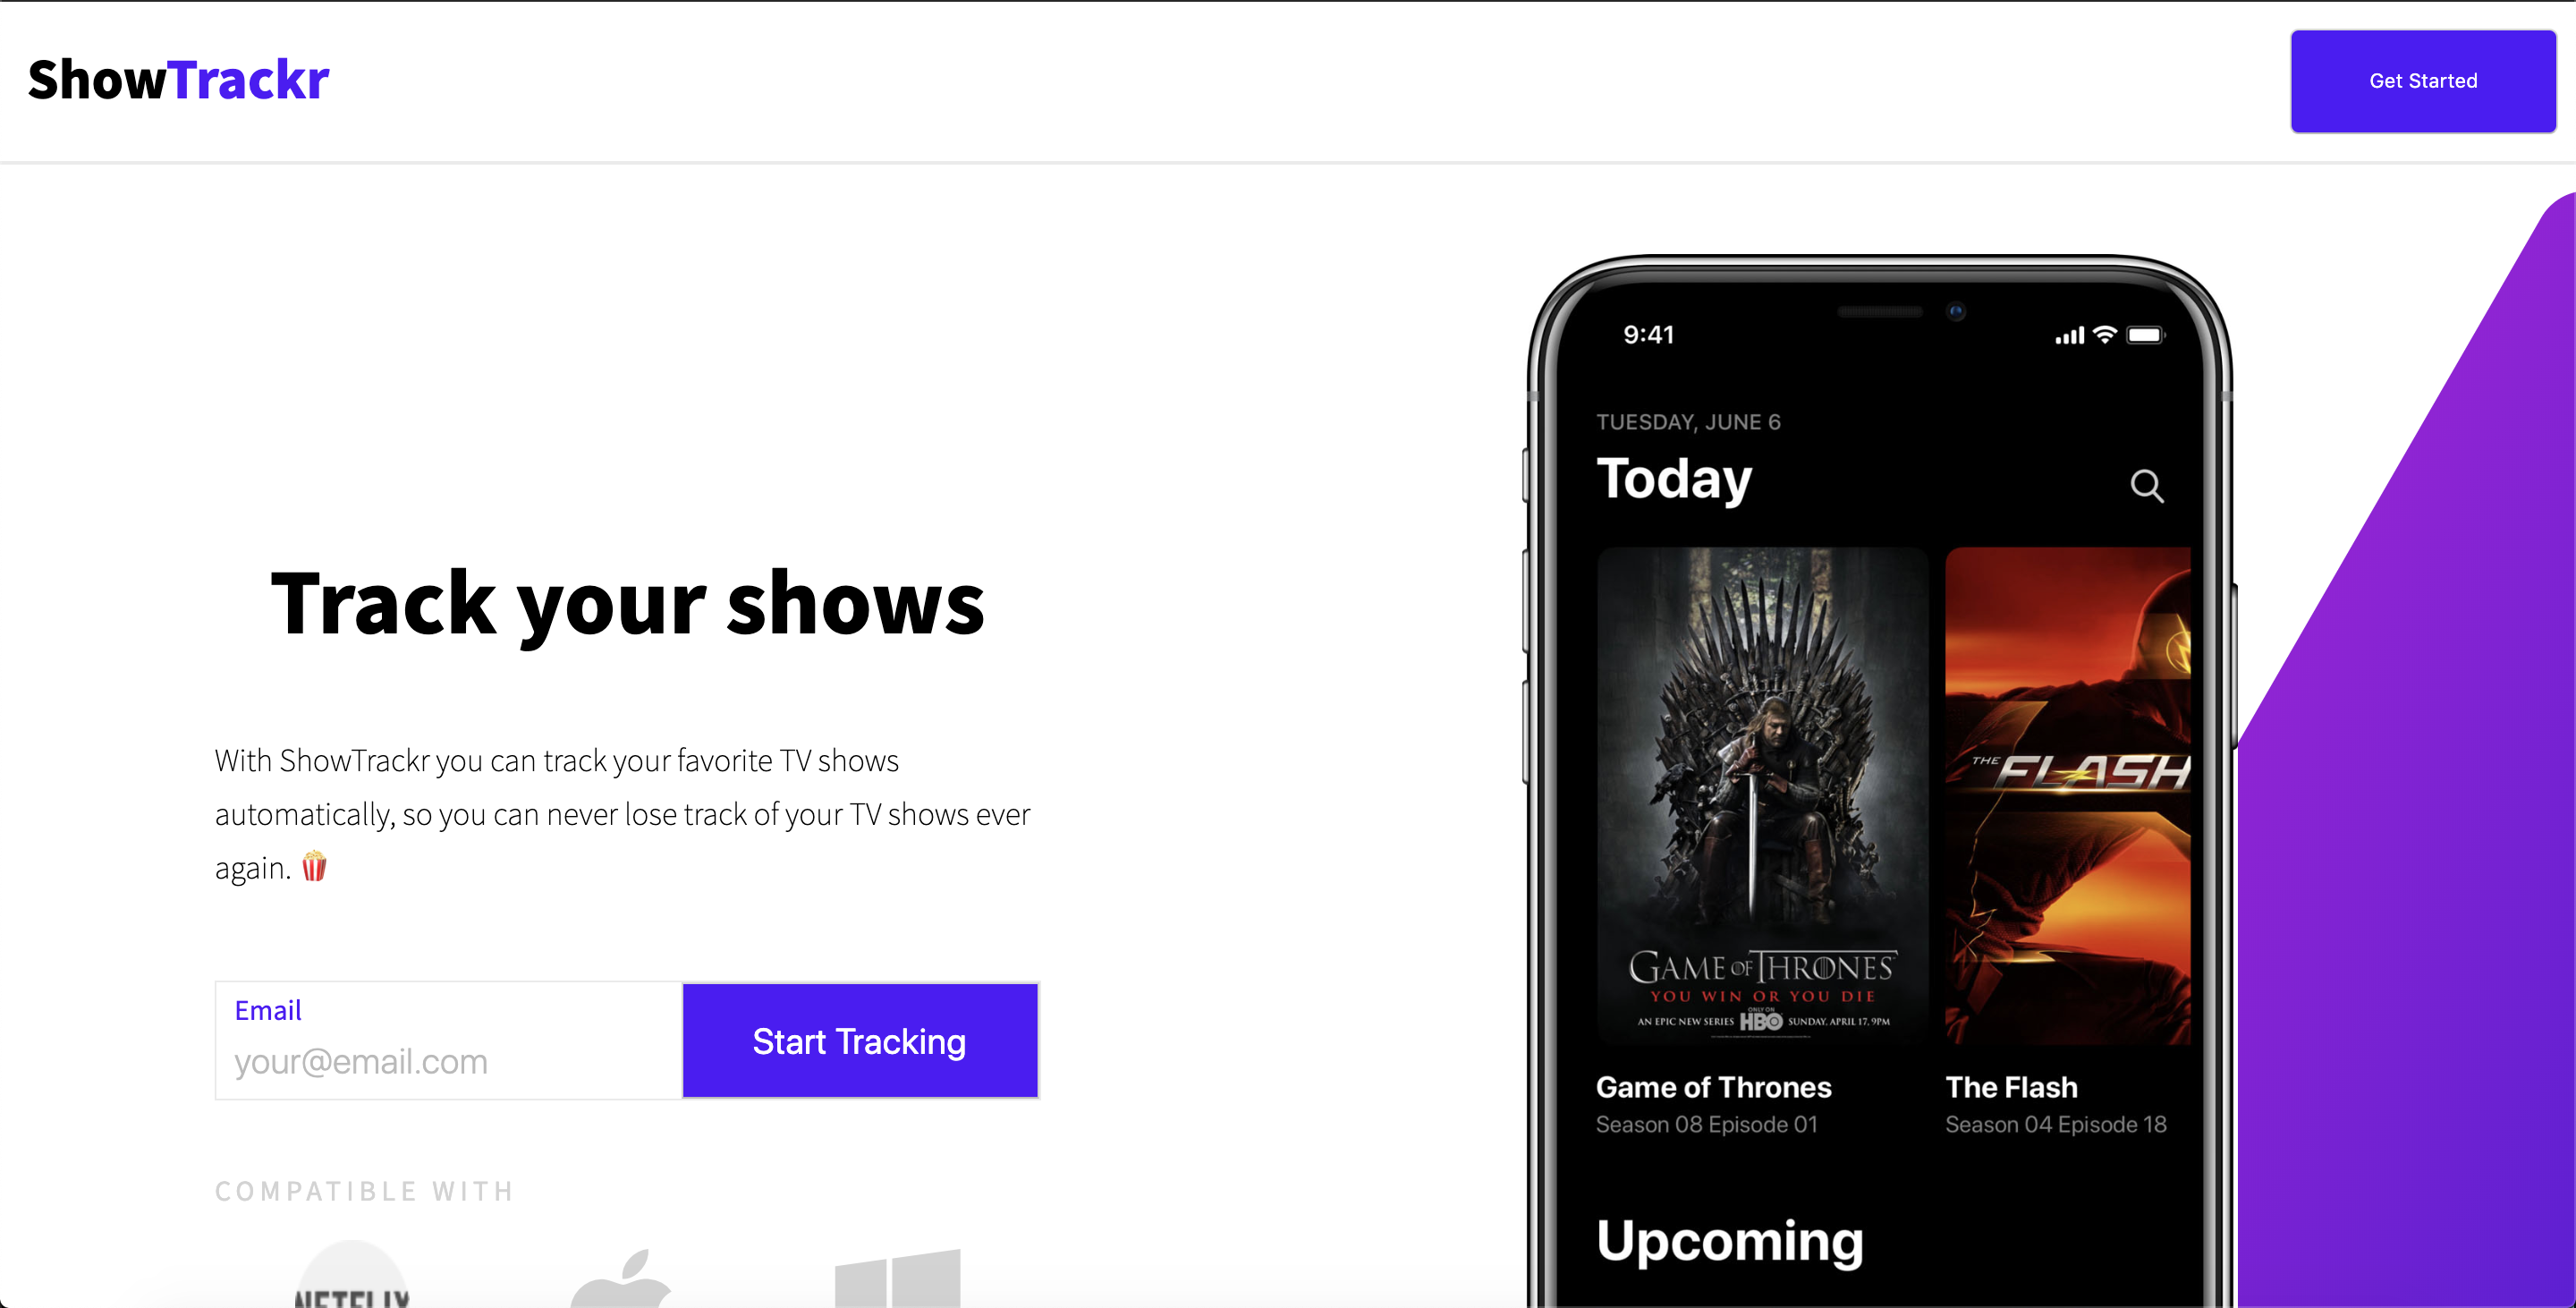 ShowTrackr
Get Started
Track your shows
With ShowTrackr you can track your favorite TV shows
automatically, so you can never lose track of your TV shows ever
again. 🍿
Email
your@email.com
Start Tracking
COMPATIBLE WITH
NETFLIX
9:41
TUESDAY, JUNE 6
Today
GAME OF THRONES
YOU WIN OR YOU DIE
AN EPIC NEW SERIES ONLY ON HBO SUNDAY, APRIL 17, 9PM
THE FLASH
Game of Thrones
Season 08 Episode 01
The Flash
Season 04 Episode 18
Upcoming